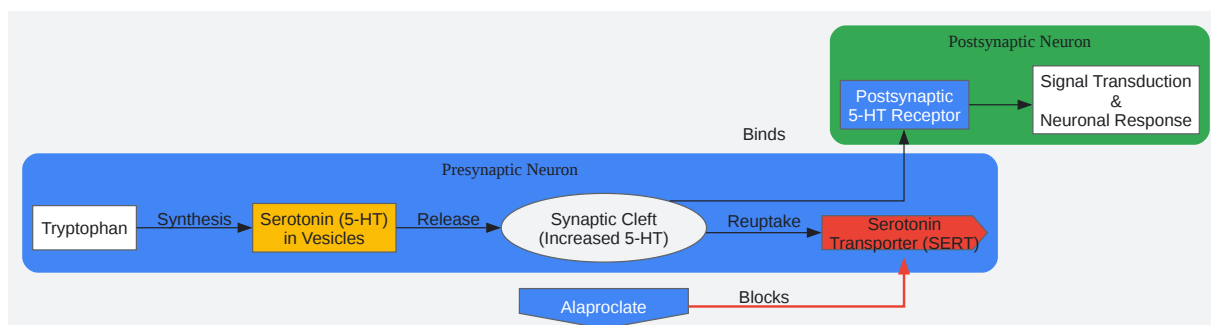 Postsynaptic Neuron
Postsynaptic
5-HT Receptor
Signal Transduction
&
Neuronal Response
Binds
Presynaptic Neuron
Tryptophan
Synthesis
Serotonin (5-HT)
in Vesicles
Release
Synaptic Cleft
(Increased 5-HT)
Reuptake
Serotonin
Transporter (SERT)
Alaproclate
Blocks